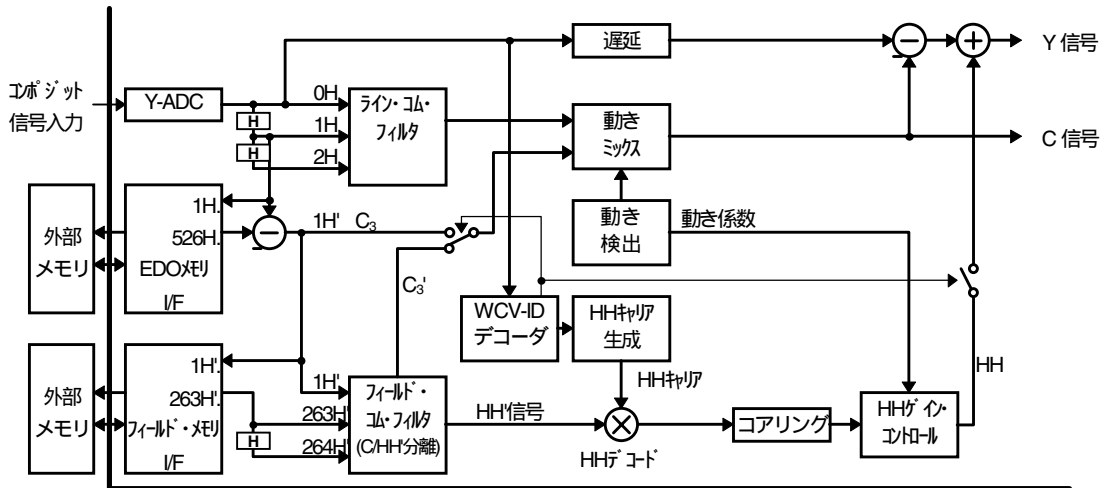 コンポジット
信号入力
Y-ADC
H
H
0H
1H
2H
ライン・コム・
フィルタ
遅延
動き
ミックス
動き
検出
動き係数
Y 信号
C 信号
外部
メモリ
1H.
526H.
EDOメモリ
I/F
1H' C₃
C₃'
WCV-ID
デコーダ
HHキャリア
生成
HHキャリア
HH
外部
メモリ
1H'.
263H'.
フィールド・メモリ
I/F
H
1H'
263H'
264H'
フィールド・
コム・フィルタ
(C/HH'分離)
HH'信号
HHデコード
コアリング
HHゲイン・
コントロール